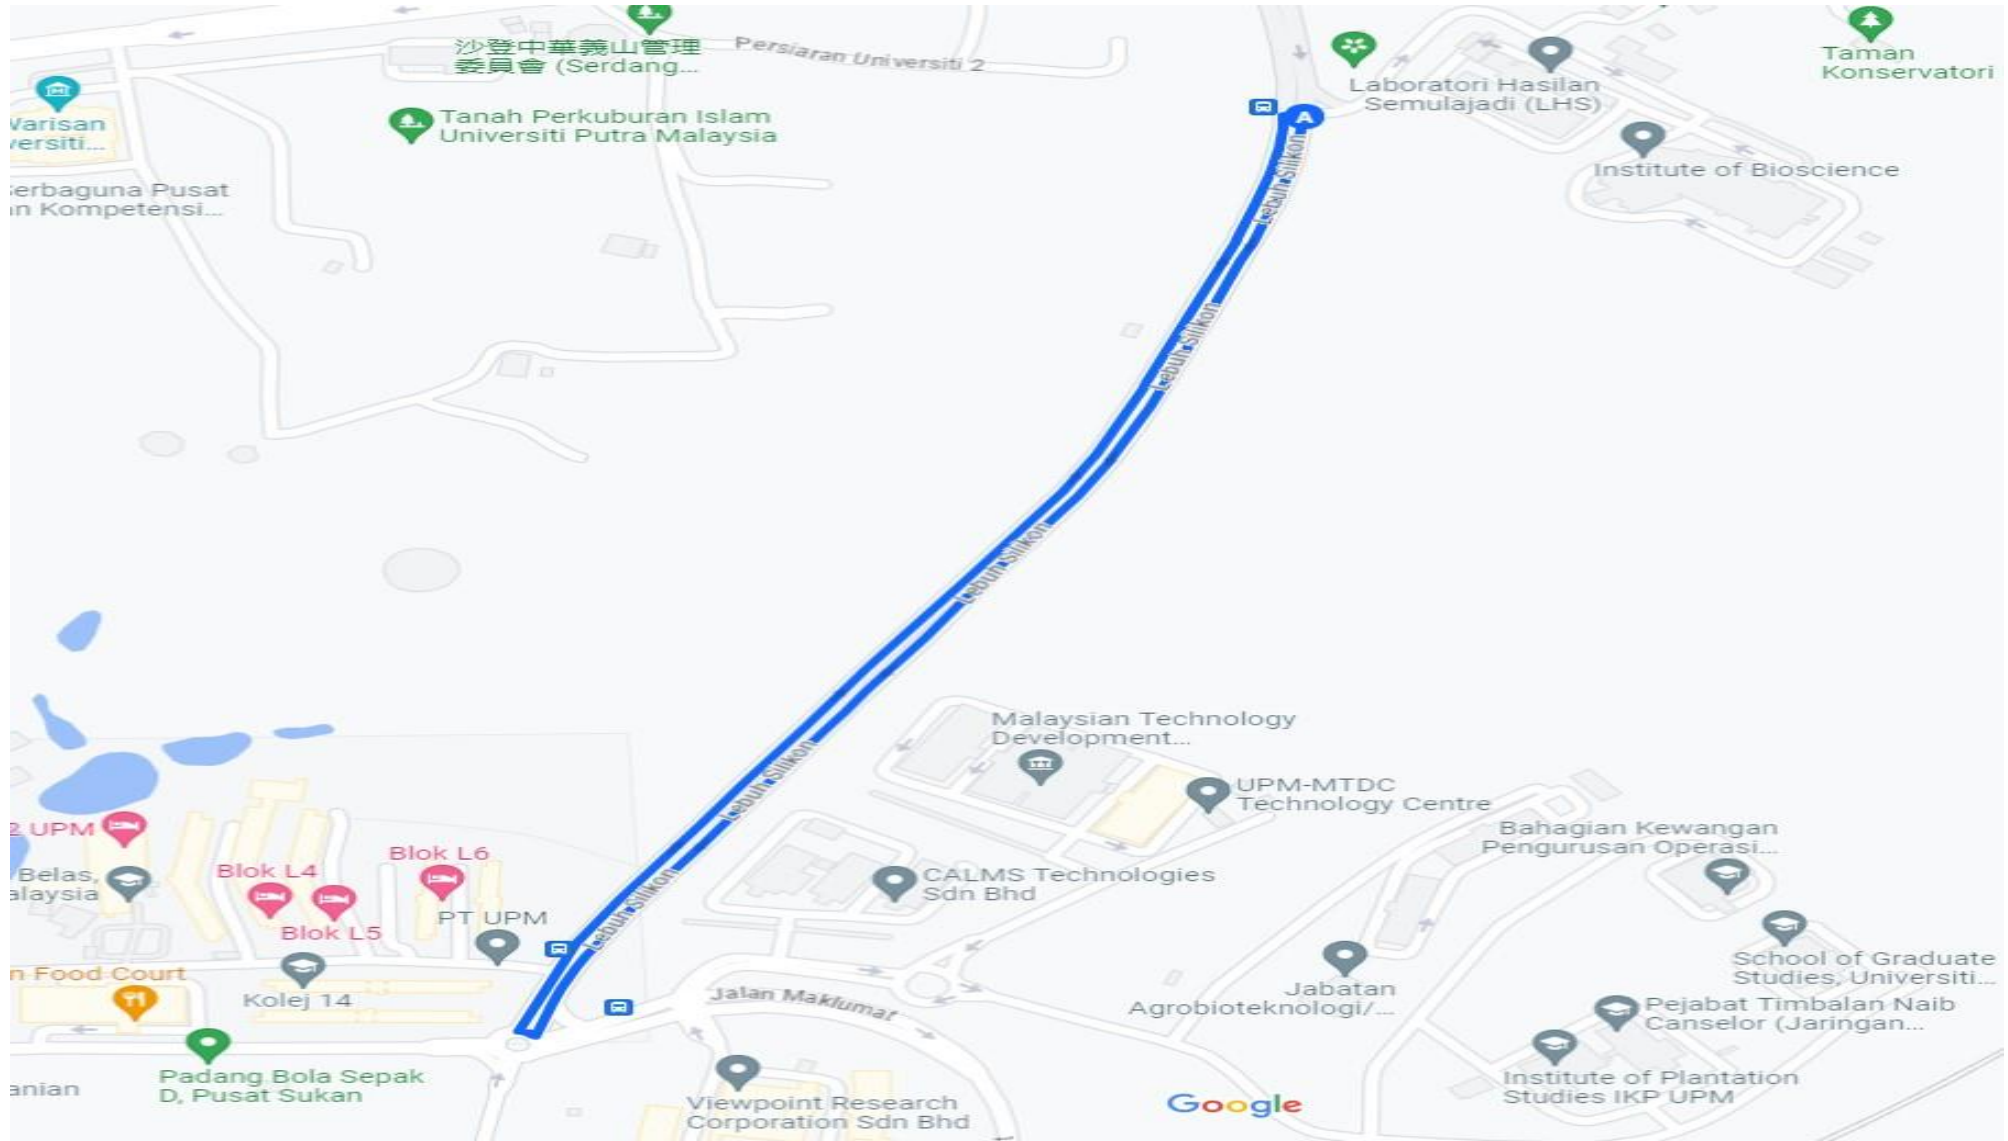 沙登中華義山管理
委員會 (Serdang...
Persiaran Universiti 2
Taman
Konservatori
Laboratori Hasilan
Semulajadi (LHS)
Tanah Perkuburan Islam
Universiti Putra Malaysia
A
Warisan
versiti...
Institute of Bioscience
erbaguna Pusat
n Kompetensi...
Lebuh Silikon
Lebuh Silikon
Lebuh Silikon
Lebuh Silikon
Lebuh Silikon
Malaysian Technology
Development...
UPM-MTDC
Technology Centre
2 UPM
Blok L4
Blok L6
Bahagian Kewangan
Pengurusan Operasi...
Belas,
alaysia
Blok L5
PT UPM
CALMS Technologies
Sdn Bhd
n Food Court
Kolej 14
Jalan Maklumat
Jabatan
Agrobioteknologi/...
School of Graduate
Studies, Universiti...
Pejabat Timbalan Naib
Canselor (Jaringan...
anian
Padang Bola Sepak
D, Pusat Sukan
Viewpoint Research
Corporation Sdn Bhd
Google
Institute of Plantation
Studies IKP UPM